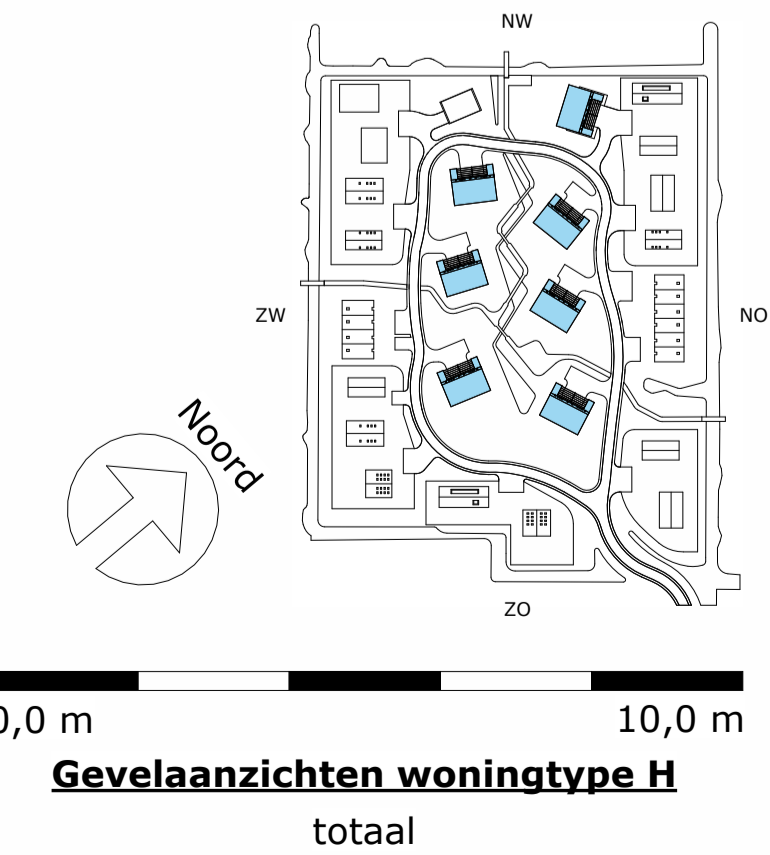 NW
ZW
NO
Noord
ZO
0,0 m
10,0 m
Gevelaanzichten woningtype H
totaal